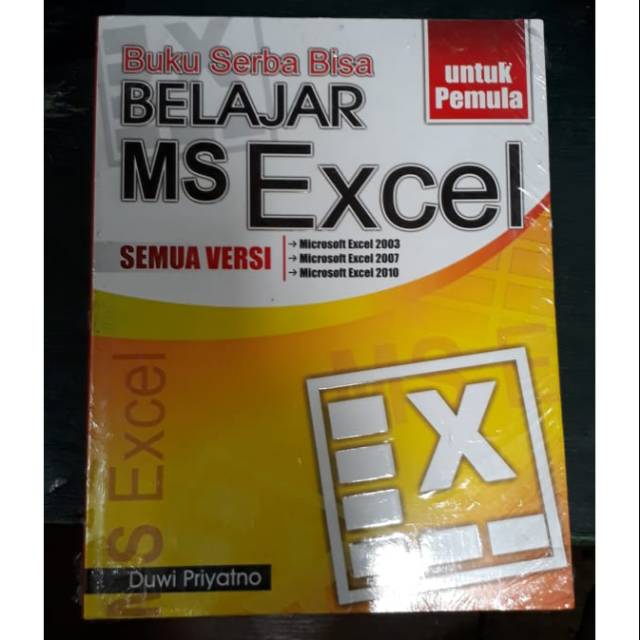 Buku Serba Bisa
BELAJAR
MS Excel
untuk
Pemula
SEMUA VERSI
→ Microsoft Excel 2003
→ Microsoft Excel 2007
→ Microsoft Excel 2010
MS E
X
MS Excel
Duwi Priyatno